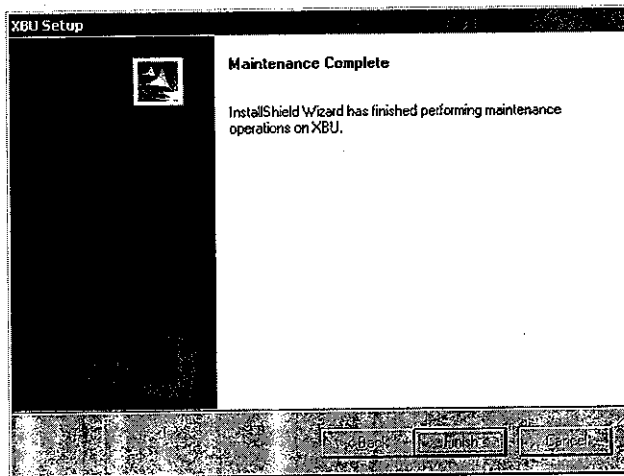 XBU Setup
Maintenance Complete
InstallShield Wizard has finished performing maintenance
operations on XBU.
< Back
Finish
Cancel